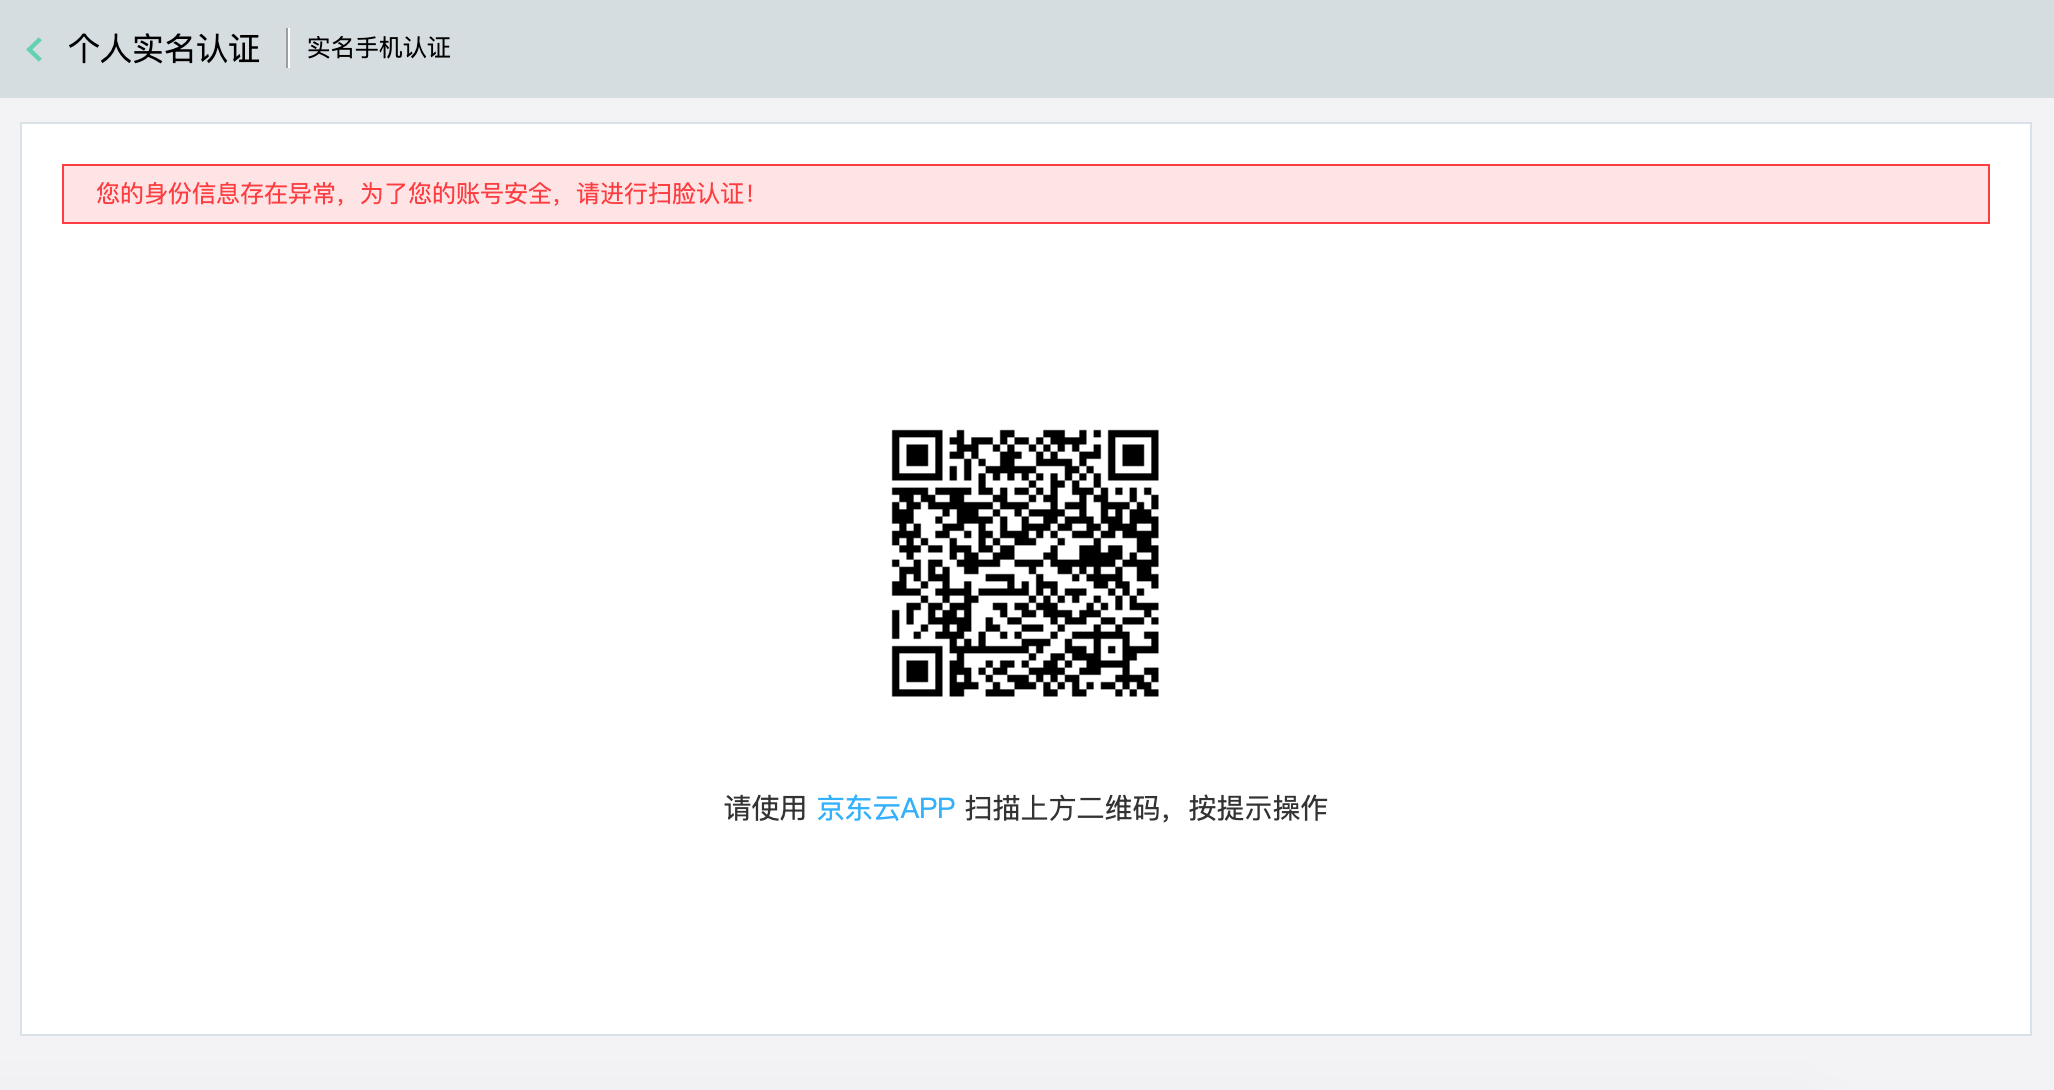 个人实名认证
实名手机认证
您的身份信息存在异常，为了您的账号安全，请进行扫脸认证！
请使用 京东云APP 扫描上方二维码，按提示操作